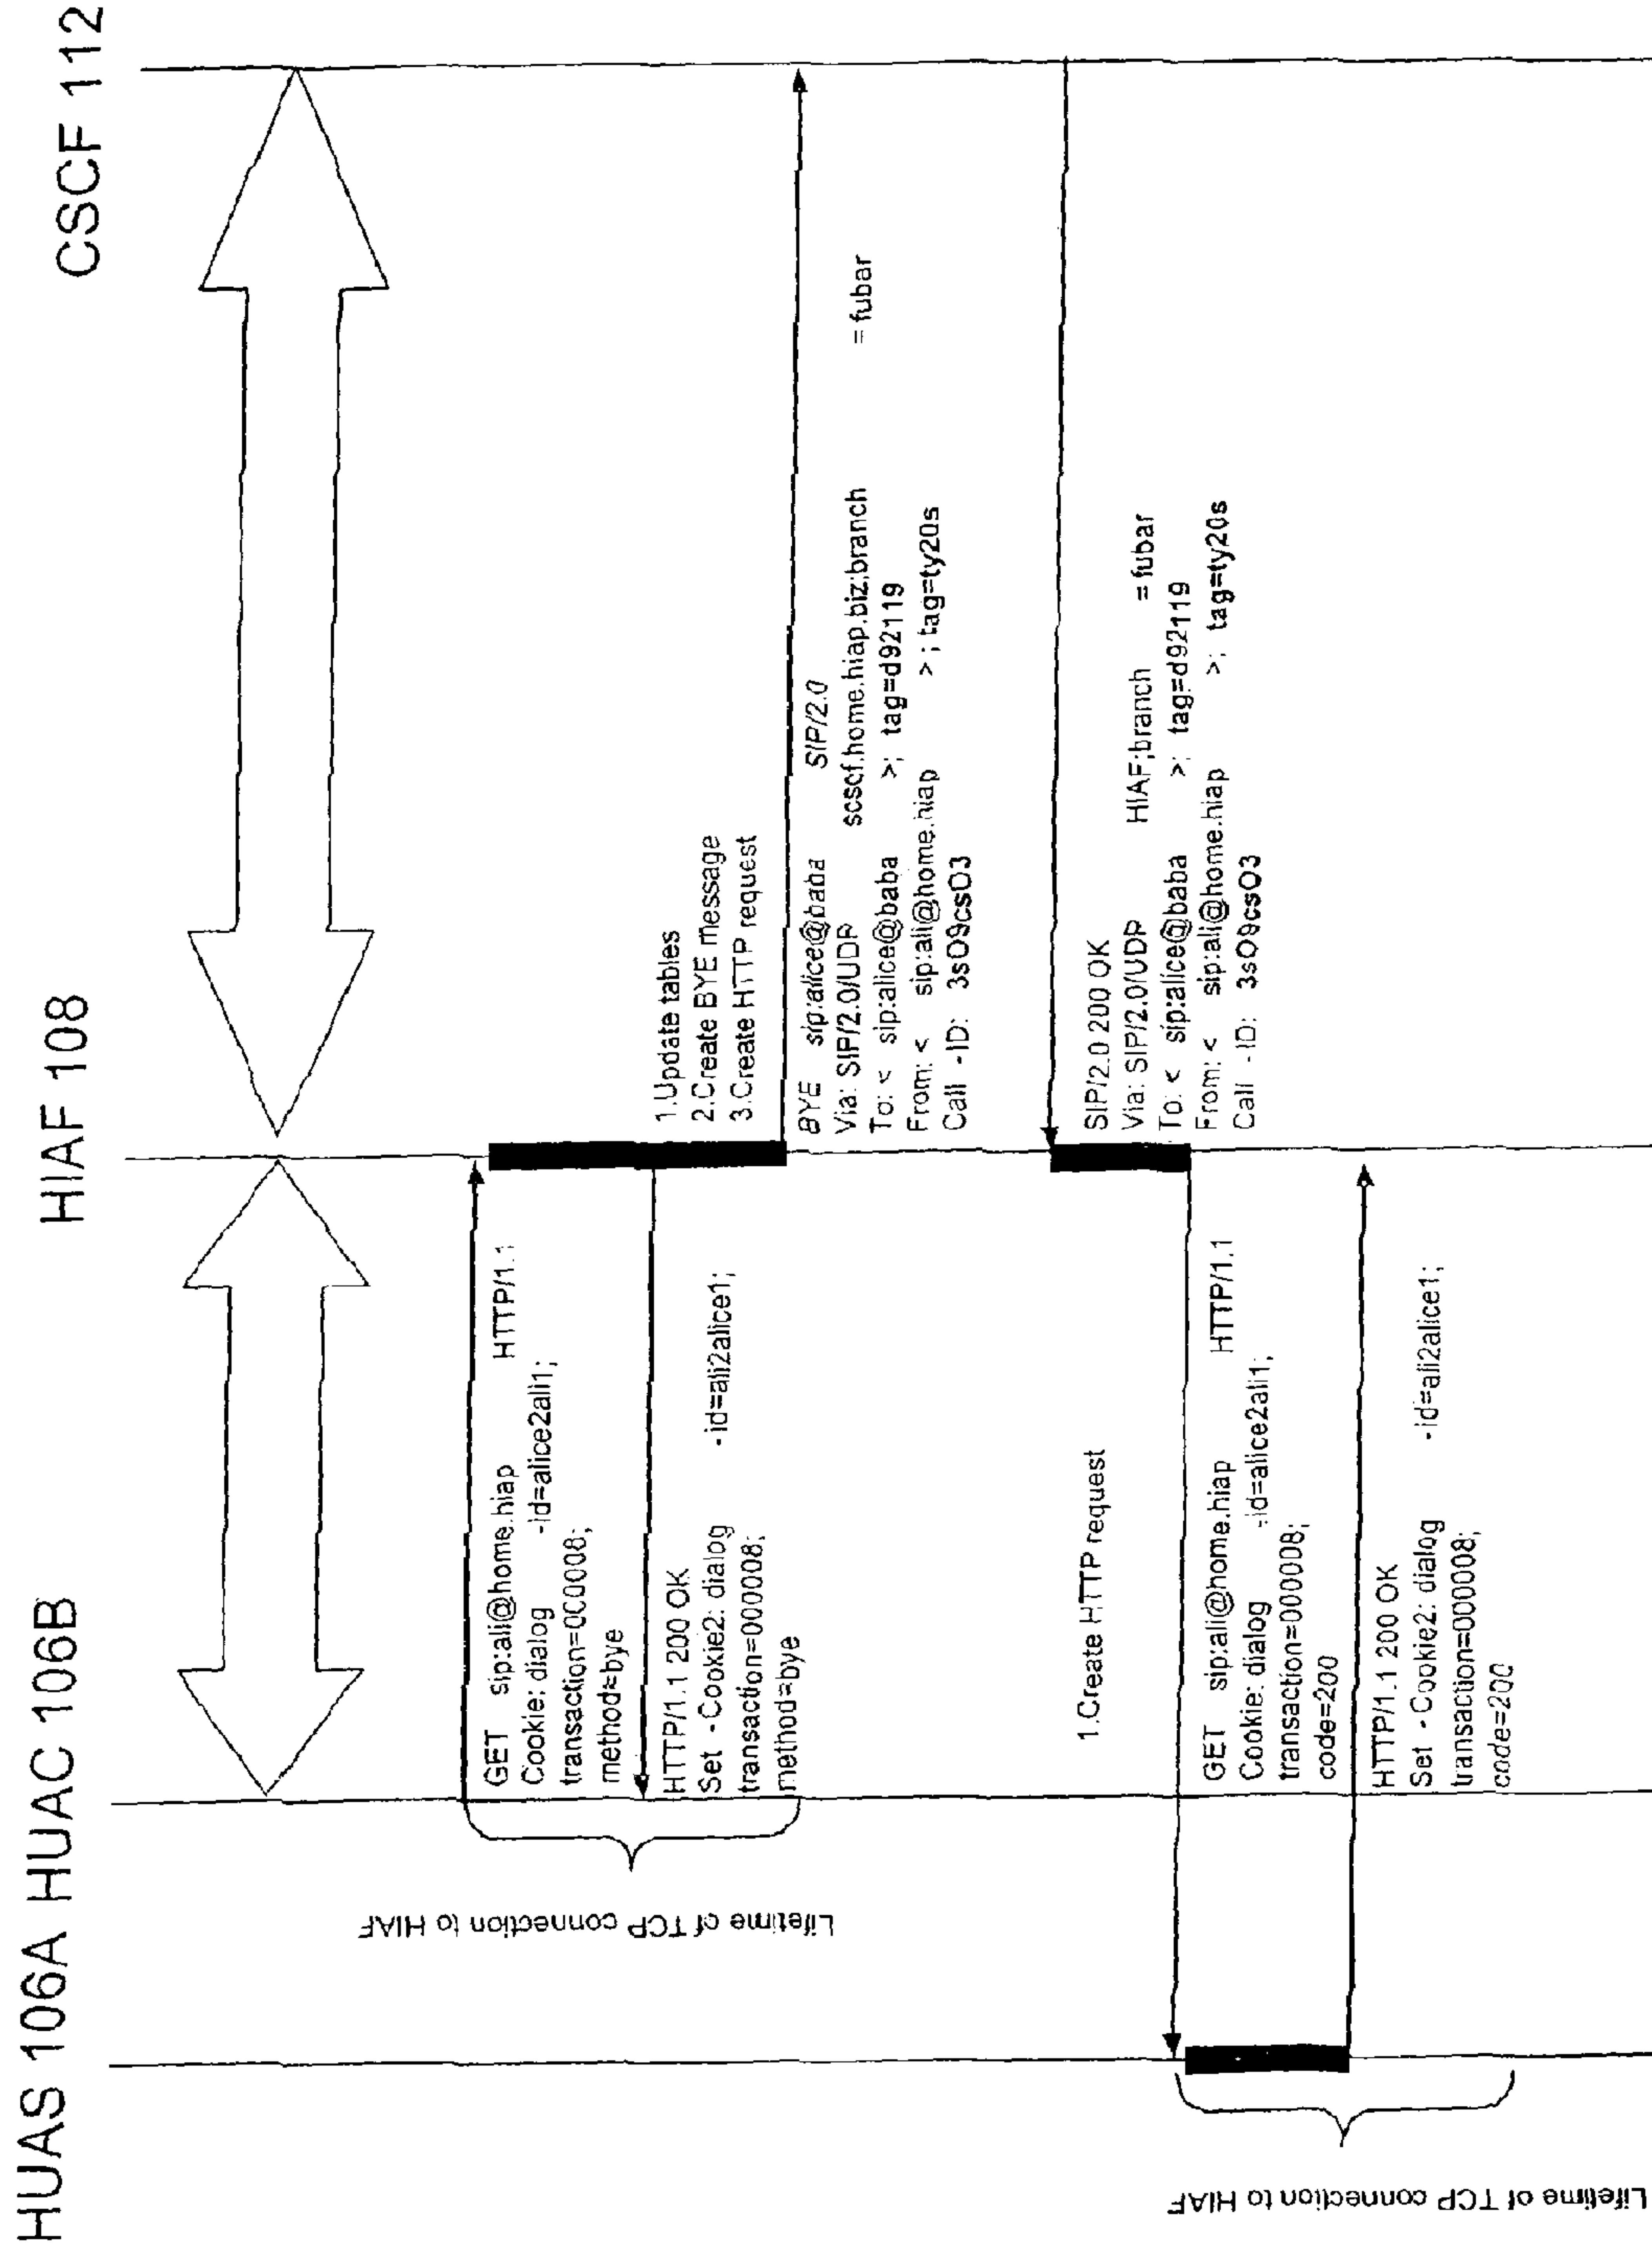 HUAS 106A HUAC 106B
HIAF 108
CSCF 112
GET sip:ali@home.hiap HTTP/1.1
Cookie: dialog -id=alice2ali1;
transaction=000008;
method=bye
1.Update tables
2.Create BYE message
3.Create HTTP request
HTTP/1.1 200 OK
Set -Cookie2: dialog -id=ali2alice1;
transaction=000008;
method=bye
Lifetime of TCP connection to HIAF
BYE sip:alice@baba SIP/2.0
Via: SIP/2.0/UDP scscf.home.hiap.biz;branch =fubar
To: < sip:alice@baba >; tag=d92119
From: < sip:ali@home.hiap >; tag=ty20s
Call -ID: 3sO9csO3
SIP/2.0 200 OK
Via: SIP/2.0/UDP HIAF;branch =fubar
To: < sip:alice@baba >; tag=d92119
From: < sip:ali@home.hiap >; tag=ty20s
Call -ID: 3sO9csO3
1.Create HTTP request
GET sip:ali@home.hiap HTTP/1.1
Cookie: dialog -id=alice2ali1;
transaction=000008;
code=200
HTTP/1.1 200 OK
Set -Cookie2: dialog -id=ali2alice1;
transaction=000008;
code=200
Lifetime of TCP connection to HIAF